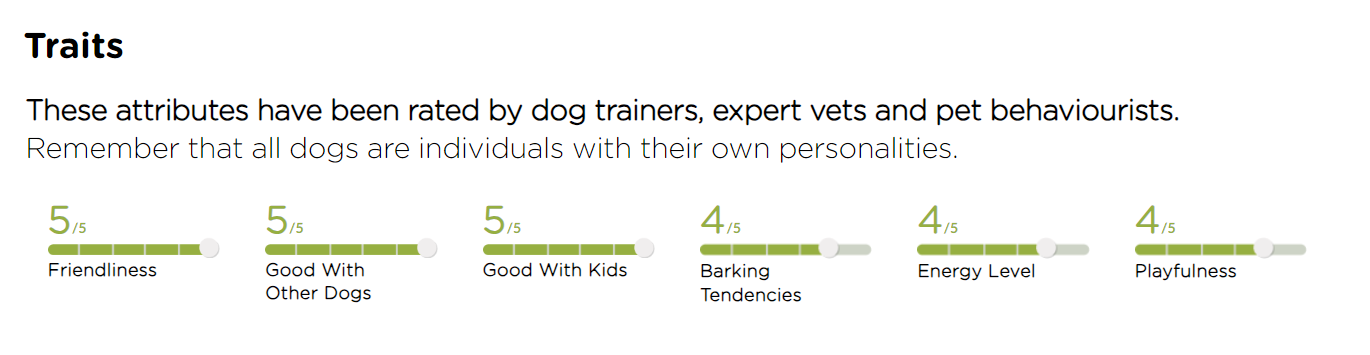 Traits
These attributes have been rated by dog trainers, expert vets and pet behaviourists.
Remember that all dogs are individuals with their own personalities.
5/5
Friendliness
5/5
Good With
Other Dogs
5/5
Good With Kids
4/5
Barking
Tendencies
4/5
Energy Level
4/5
Playfulness